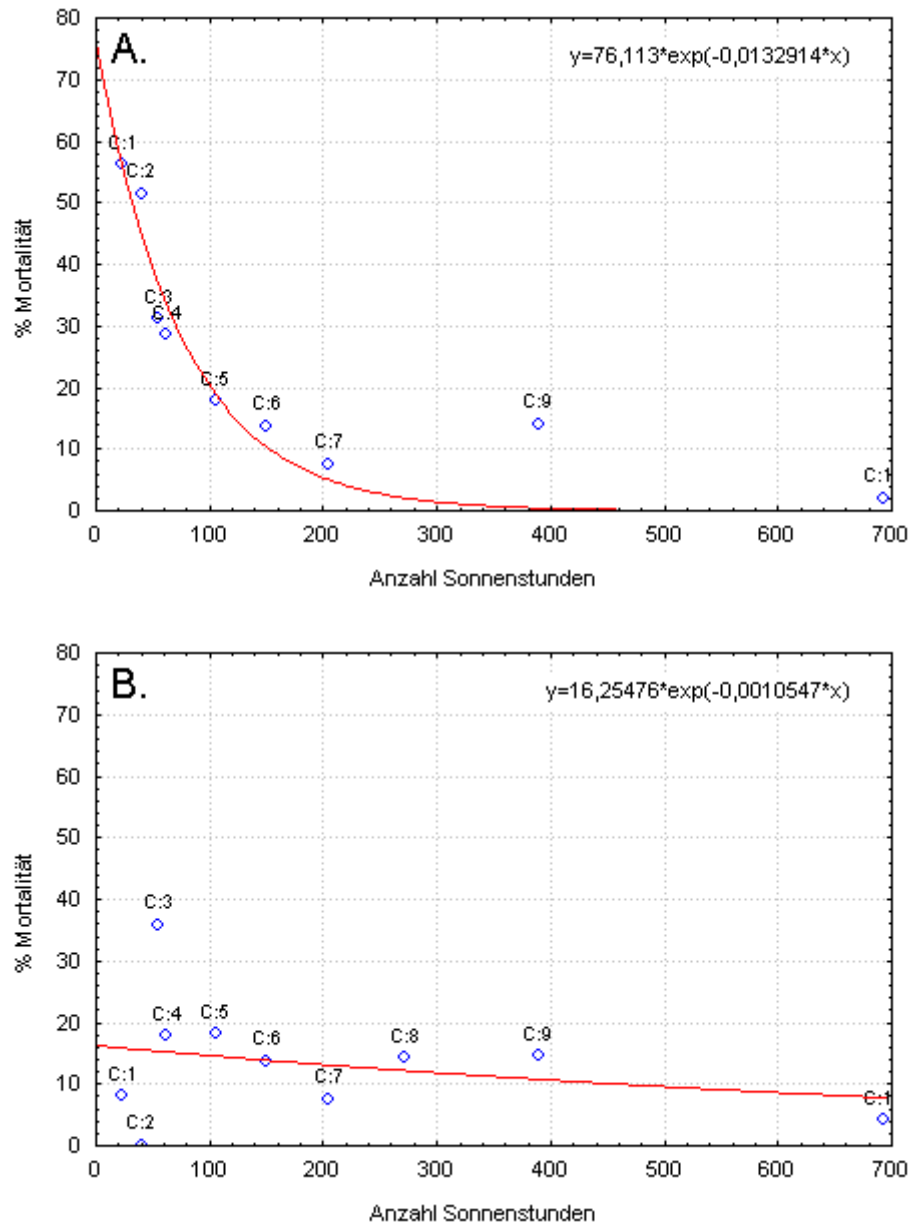 A.
y=76,113*exp(-0,0132914*x)
80
70
60
50
40
30
20
10
0
% Mortalität
C:1
C:2
C:3
C:4
C:5
C:6
C:7
C:9
C:1
0 100 200 300 400 500 600 700
Anzahl Sonnenstunden
B.
y=16,25476*exp(-0,0010547*x)
80
70
60
50
40
30
20
10
0
% Mortalität
C:1
C:2
C:3
C:4
C:5
C:6
C:7
C:8
C:9
C:1
0 100 200 300 400 500 600 700
Anzahl Sonnenstunden